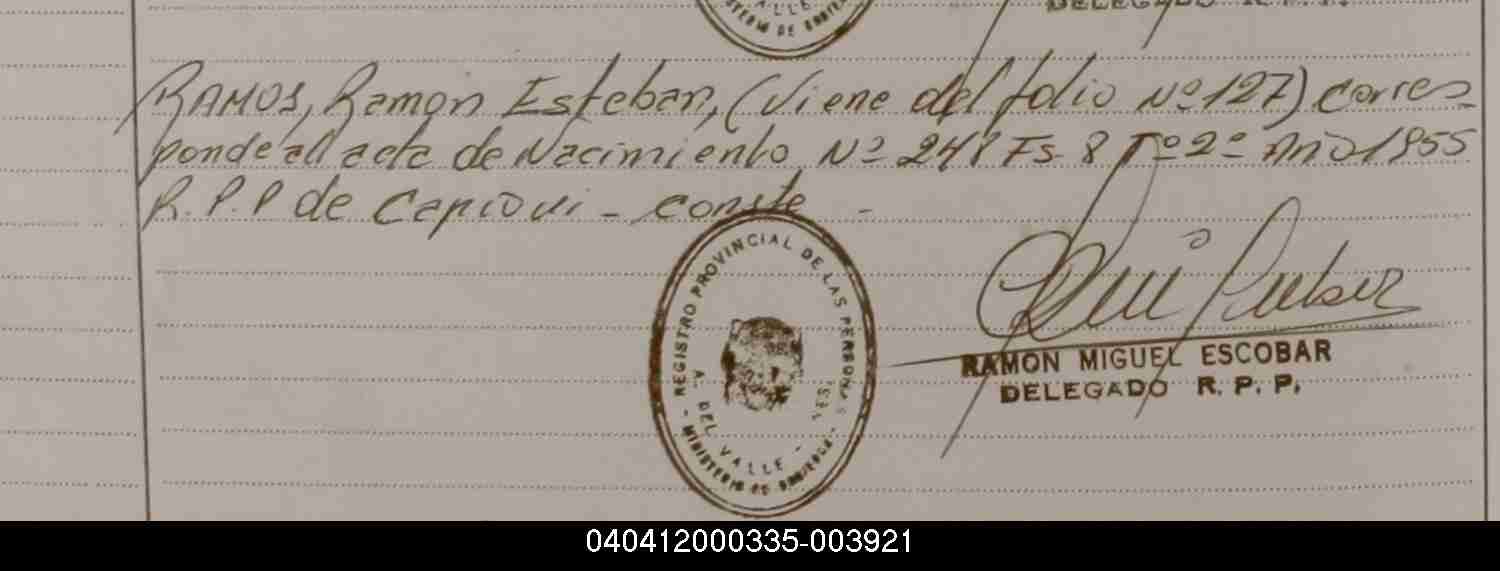 DELEGADO R. P. P.
RAMOS, Ramon Esteban, (Viene del folio Nº 127) corres-
ponde al acta de Nacimiento Nº 248 Fs 8 Tº 2º Año 1955
R.P.P de Capioui - conste -
REGISTRO PROVINCIAL DE LAS PERSONAS
A. DEL VALLE - MES.
- MINISTERIO DE GOBIERNO -
RAMON MIGUEL ESCOBAR
DELEGADO R. P. P.
040412000335-003921